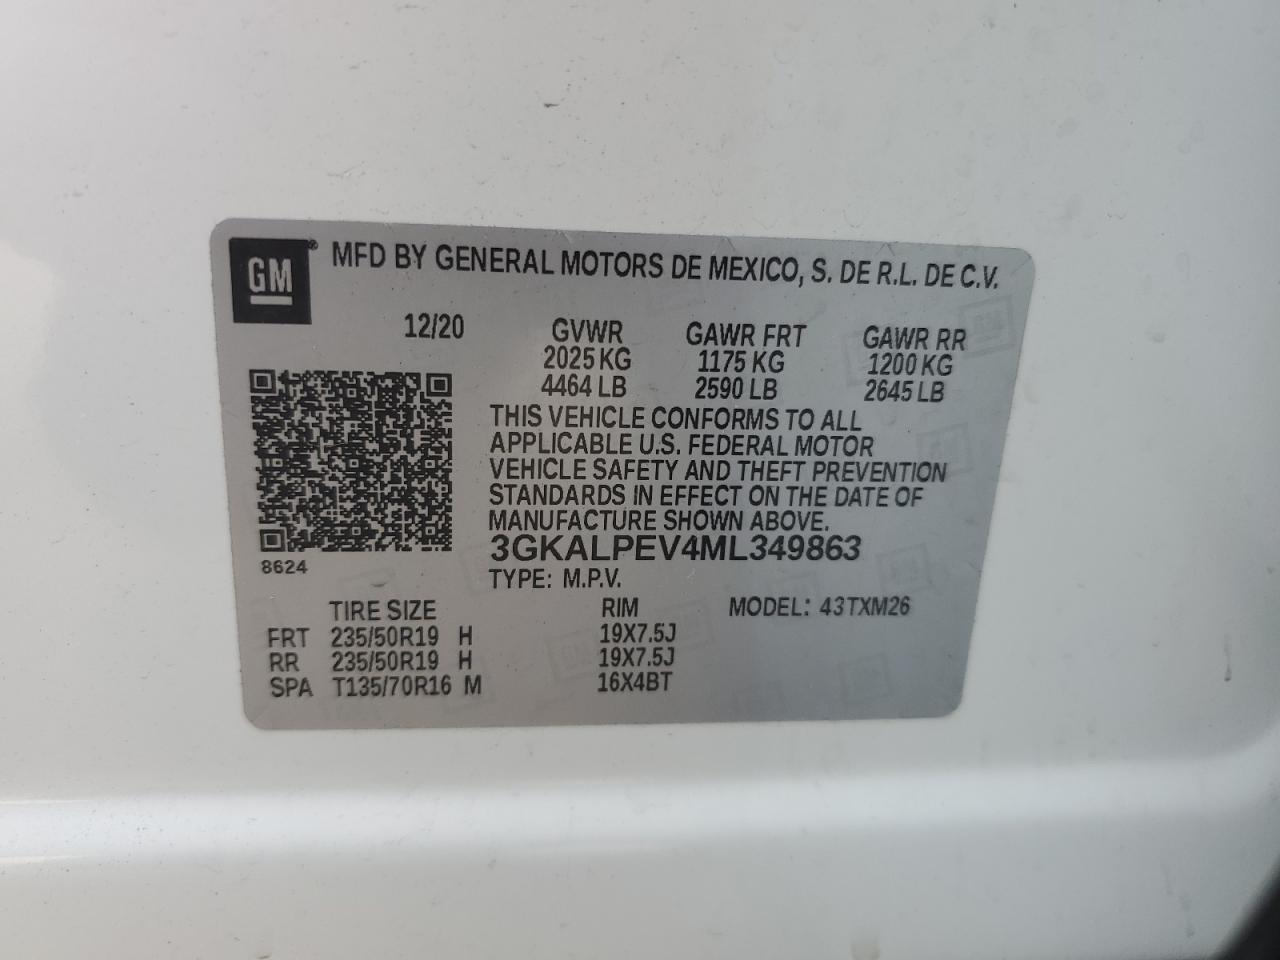 GM® MFD BY GENERAL MOTORS DE MEXICO, S. DE R.L. DE C.V.
12/20 GVWR GAWR FRT GAWR RR
2025 KG 1175 KG 1200 KG
4464 LB 2590 LB 2645 LB
THIS VEHICLE CONFORMS TO ALL
APPLICABLE U.S. FEDERAL MOTOR
VEHICLE SAFETY AND THEFT PREVENTION
STANDARDS IN EFFECT ON THE DATE OF
MANUFACTURE SHOWN ABOVE.
3GKALPEV4ML349863
8624 TYPE: M.P.V.
TIRE SIZE RIM MODEL: 43TXM26
FRT 235/50R19 H 19X7.5J
RR 235/50R19 H 19X7.5J
SPA T135/70R16 M 16X4BT